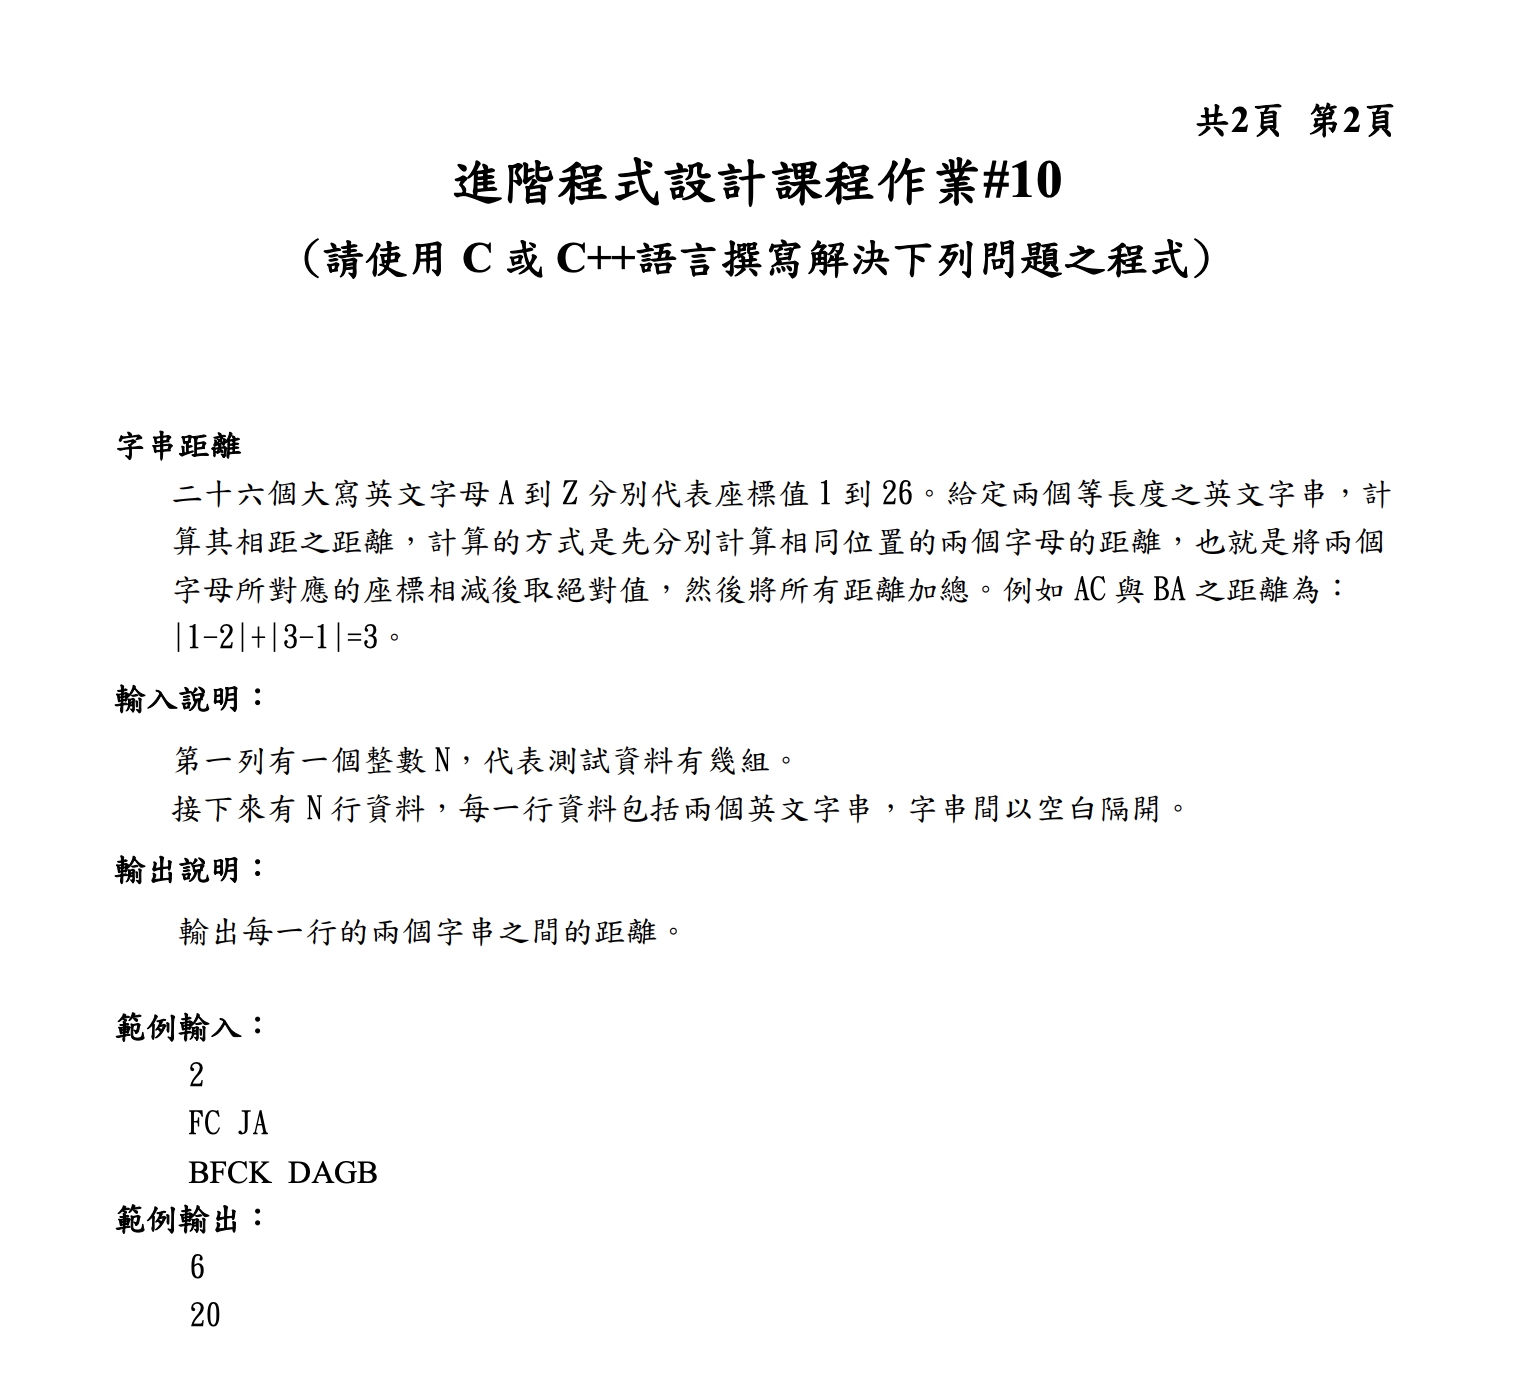 共2頁 第2頁
進階程式設計課程作業#10
（請使用 C 或 C++語言撰寫解決下列問題之程式）
字串距離
二十六個大寫英文字母 A 到 Z 分別代表座標值 1 到 26。給定兩個等長度之英文字串，計
算其相距之距離，計算的方式是先分別計算相同位置的兩個字母的距離，也就是將兩個
字母所對應的座標相減後取絕對值，然後將所有距離加總。例如 AC 與 BA 之距離為：
|1-2|+|3-1|=3。
輸入說明：
第一列有一個整數 N，代表測試資料有幾組。
接下來有 N 行資料，每一行資料包括兩個英文字串，字串間以空白隔開。
輸出說明：
輸出每一行的兩個字串之間的距離。
範例輸入：
2
FC JA
BFCK DAGB
範例輸出：
6
20